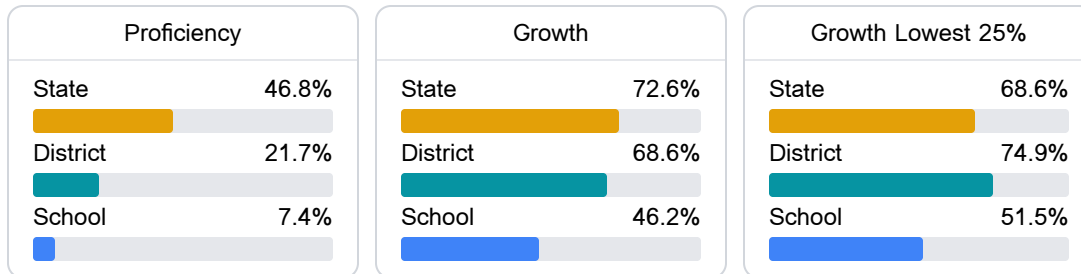 Proficiency
State 46.8%
District 21.7%
School 7.4%
Growth
State 72.6%
District 68.6%
School 46.2%
Growth Lowest 25%
State 68.6%
District 74.9%
School 51.5%